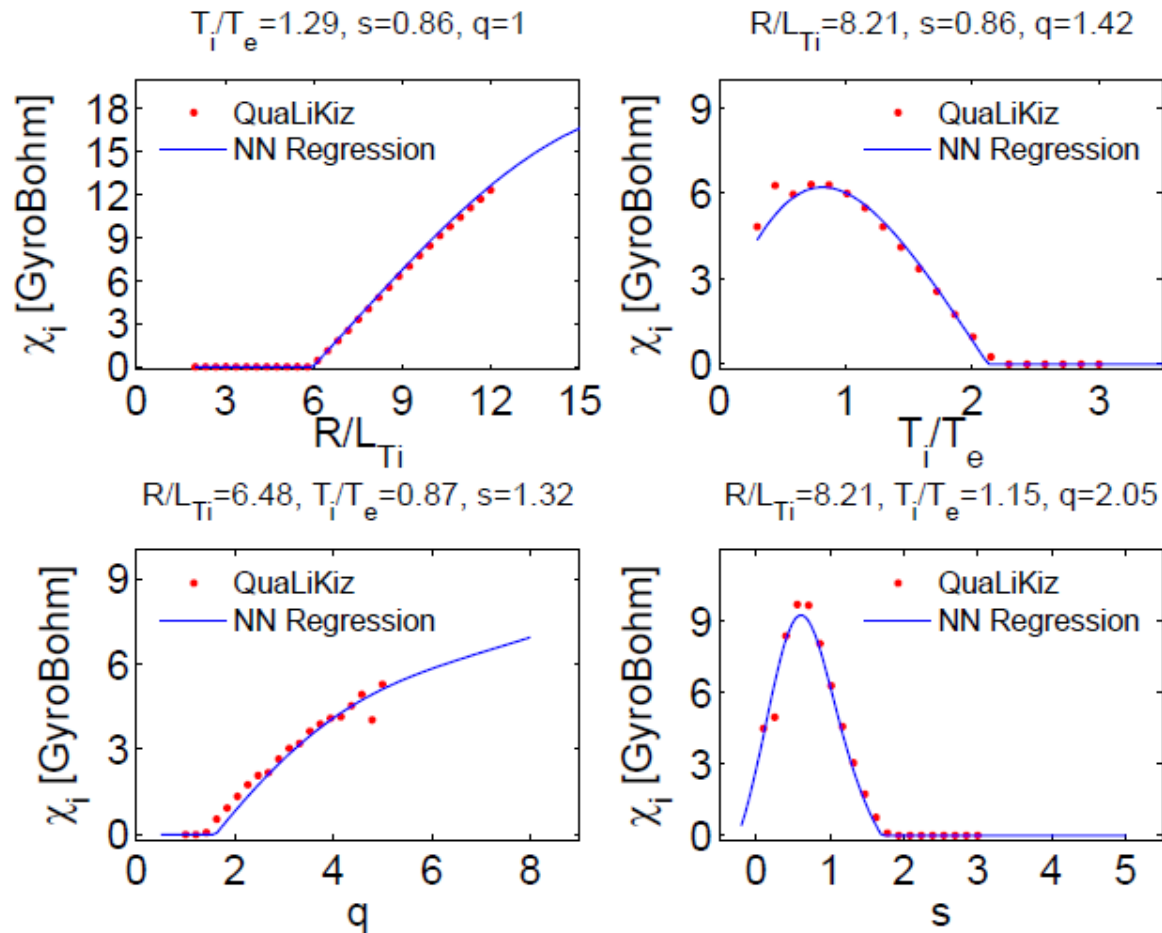 T_i/T_e=1.29, s=0.86, q=1
χ_i [GyroBohm]
18
15
12
9
6
3
0
QuaLiKiz
NN Regression
0 3 6 9 12 15
R/L_Ti
R/L_Ti=8.21, s=0.86, q=1.42
χ_i [GyroBohm]
9
6
3
0
QuaLiKiz
NN Regression
0 1 2 3
T_i/T_e
R/L_Ti=6.48, T_i/T_e=0.87, s=1.32
χ_i [GyroBohm]
9
6
3
0
QuaLiKiz
NN Regression
0 2 4 6 8
q
R/L_Ti=8.21, T_i/T_e=1.15, q=2.05
χ_i [GyroBohm]
9
6
3
0
QuaLiKiz
NN Regression
0 1 2 3 4 5
s